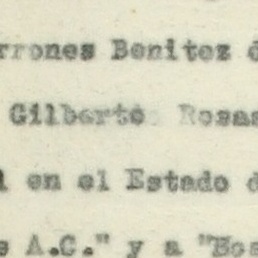 rrones Benitez d
Gilberto Rosas
l en el Estado d
e A.C." y a "Bos